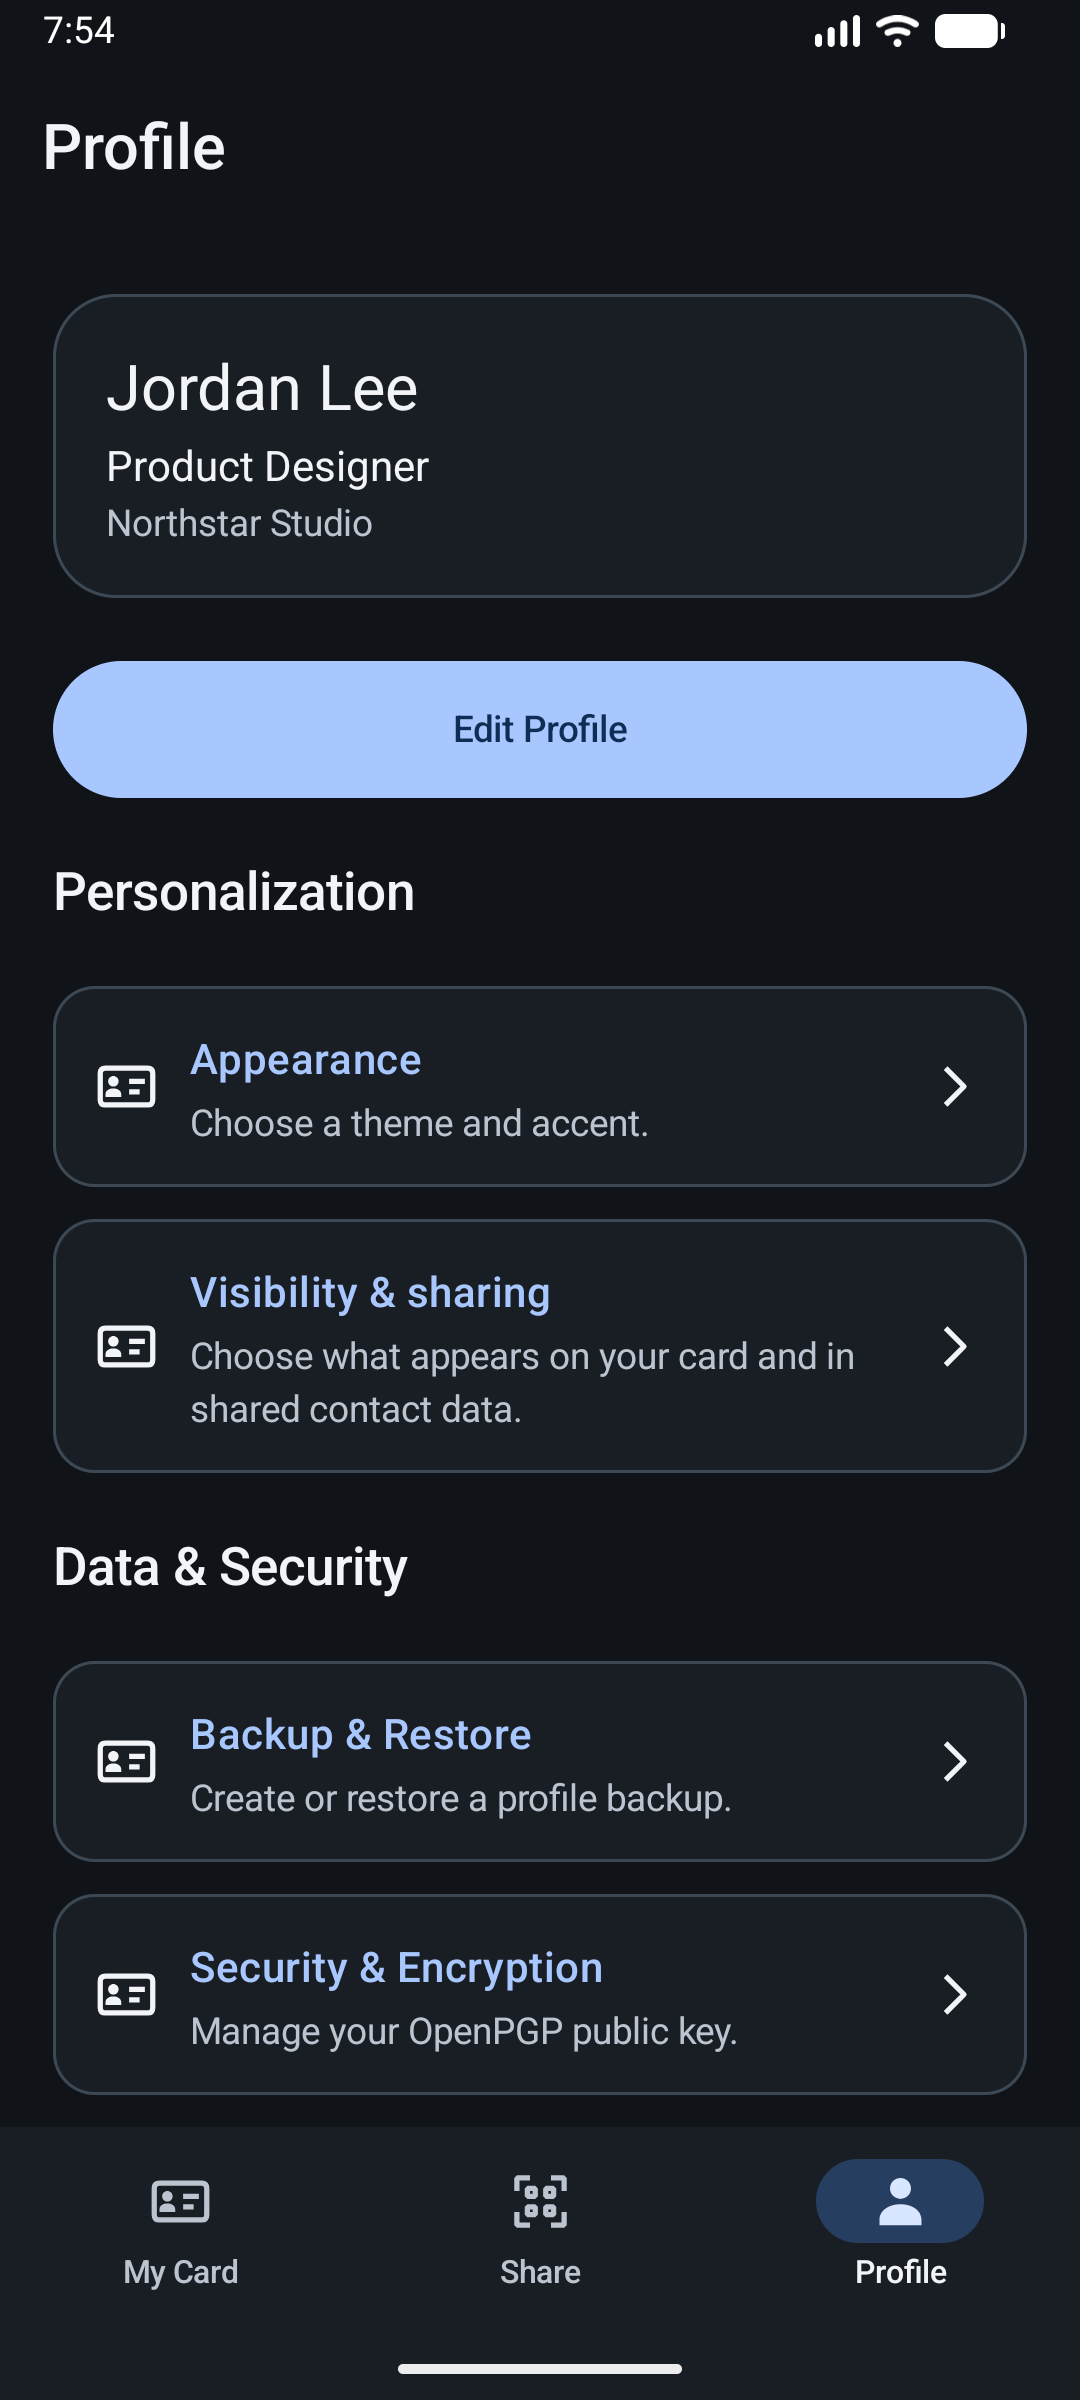 7:54
Profile
Jordan Lee
Product Designer
Northstar Studio
Edit Profile
Personalization
Appearance
Choose a theme and accent.
Visibility & sharing
Choose what appears on your card and in
shared contact data.
Data & Security
Backup & Restore
Create or restore a profile backup.
Security & Encryption
Manage your OpenPGP public key.
My Card
Share
Profile